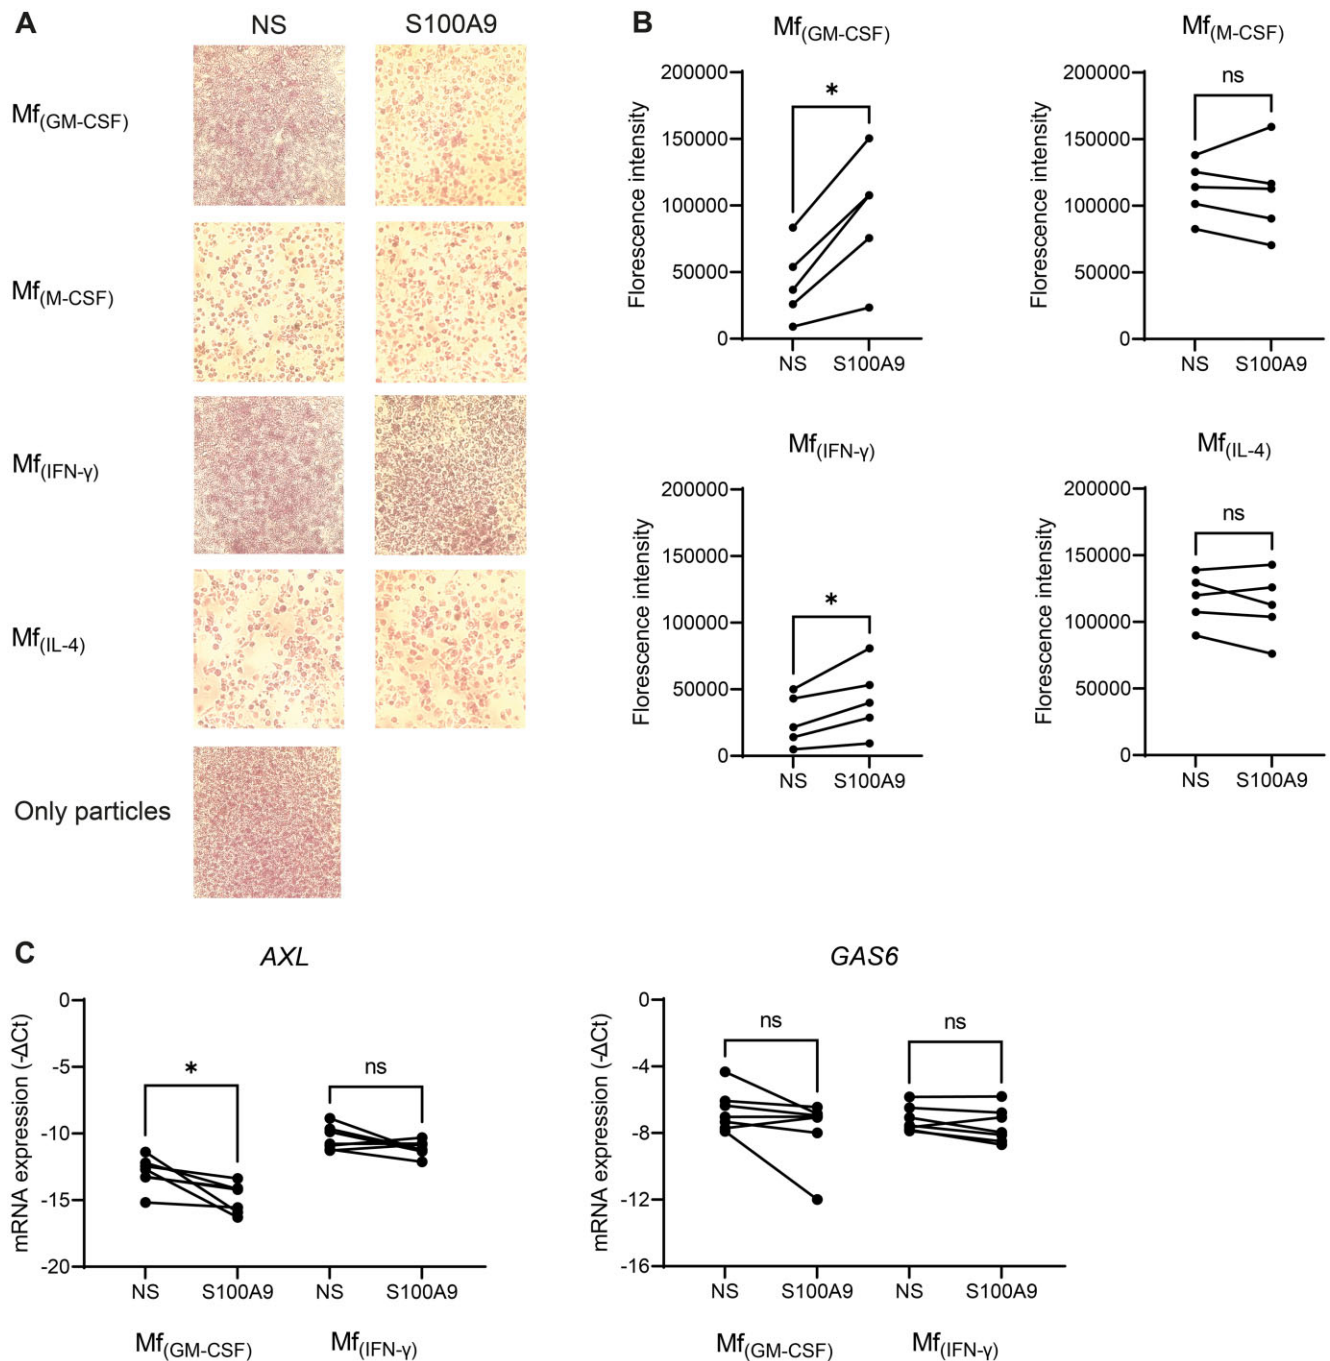 A
NS S100A9
Mf(GM-CSF)
Mf(M-CSF)
Mf(IFN-γ)
Mf(IL-4)
Only particles
B
Mf(GM-CSF)
Florescence intensity
200000
150000
100000
50000
0
*
NS S100A9
Mf(M-CSF)
Florescence intensity
200000
150000
100000
50000
0
ns
NS S100A9
Mf(IFN-γ)
Florescence intensity
200000
150000
100000
50000
0
*
NS S100A9
Mf(IL-4)
Florescence intensity
200000
150000
100000
50000
0
ns
NS S100A9
C
AXL
mRNA expression (-ΔCt)
0
-5
-10
-15
-20
* ns
NS S100A9 NS S100A9
Mf(GM-CSF) Mf(IFN-γ)
GAS6
mRNA expression (-ΔCt)
0
-4
-8
-12
-16
ns ns
NS S100A9 NS S100A9
Mf(GM-CSF) Mf(IFN-γ)